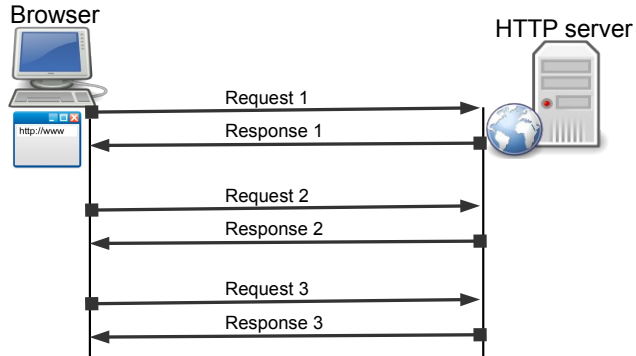 Browser
HTTP server
http://www
Request 1
Response 1
Request 2
Response 2
Request 3
Response 3